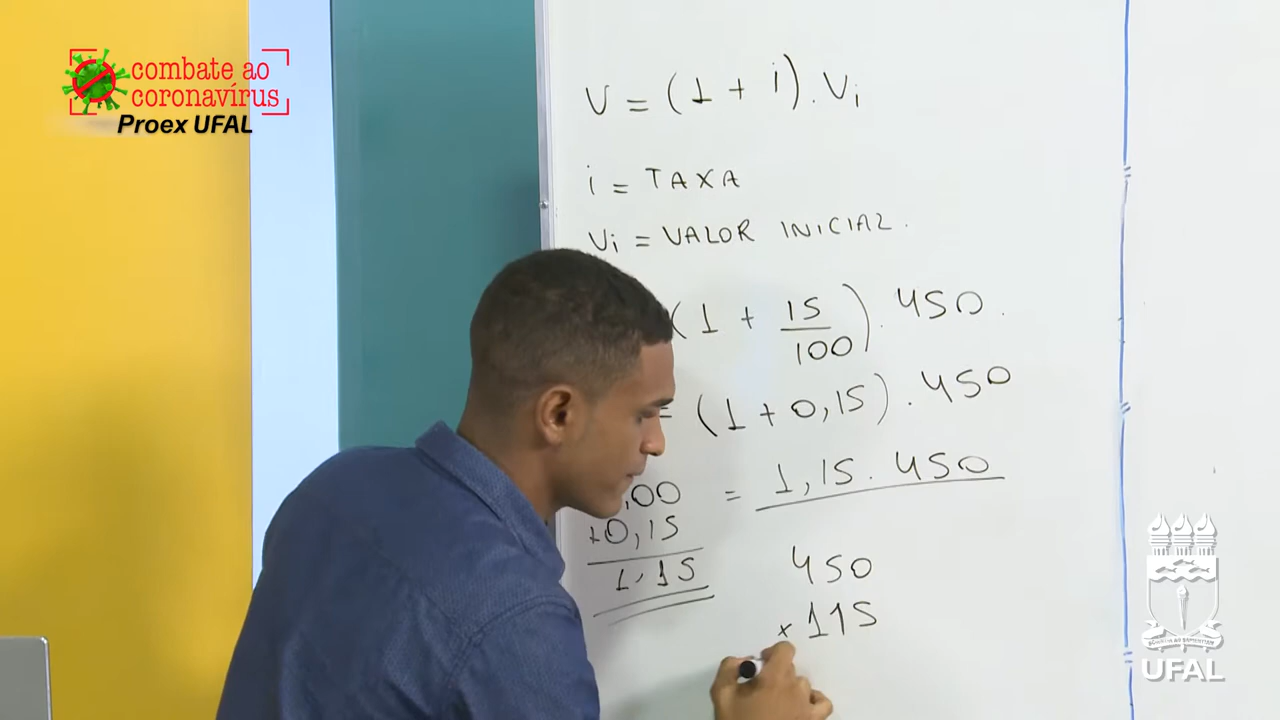 combate ao
coronavírus
Proex UFAL
V = (1 + i) . Vi
i = TAXA
Vi = VALOR INICIAL.
(1 + 15/100) . 450.
= (1 + 0,15) . 450
= 1,15 . 450
,00
+0,15
1,15
450
× 115
UFAL